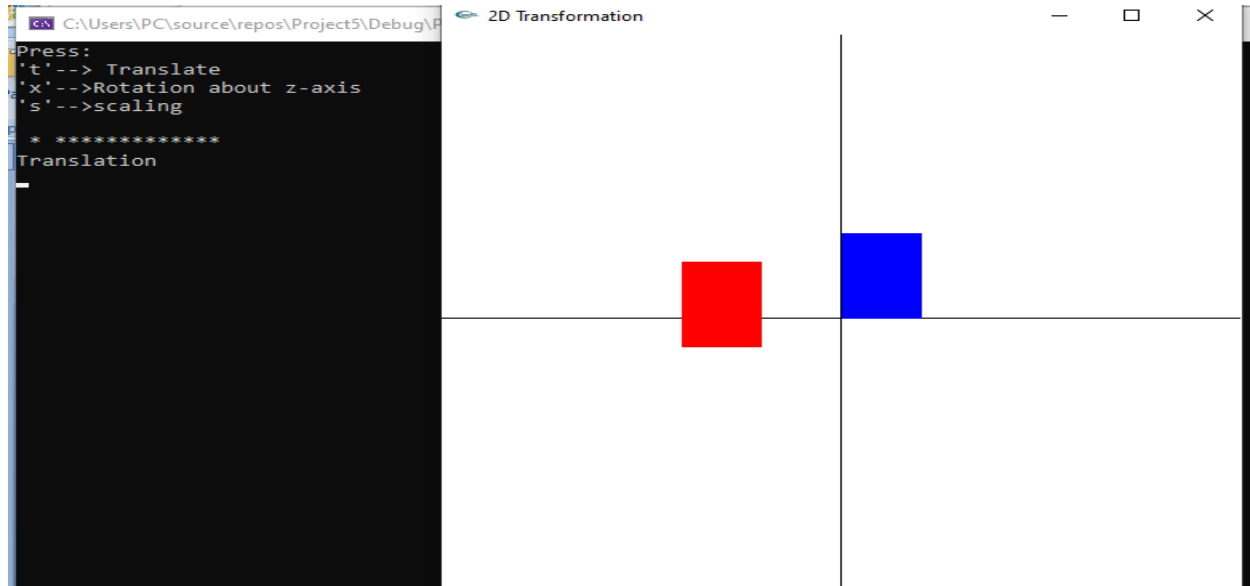 C:\Users\PC\source\repos\Project5\Debug\P
2D Transformation
Press:
't'--> Translate
'x'-->Rotation about z-axis
's'-->scaling
* *************
Translation